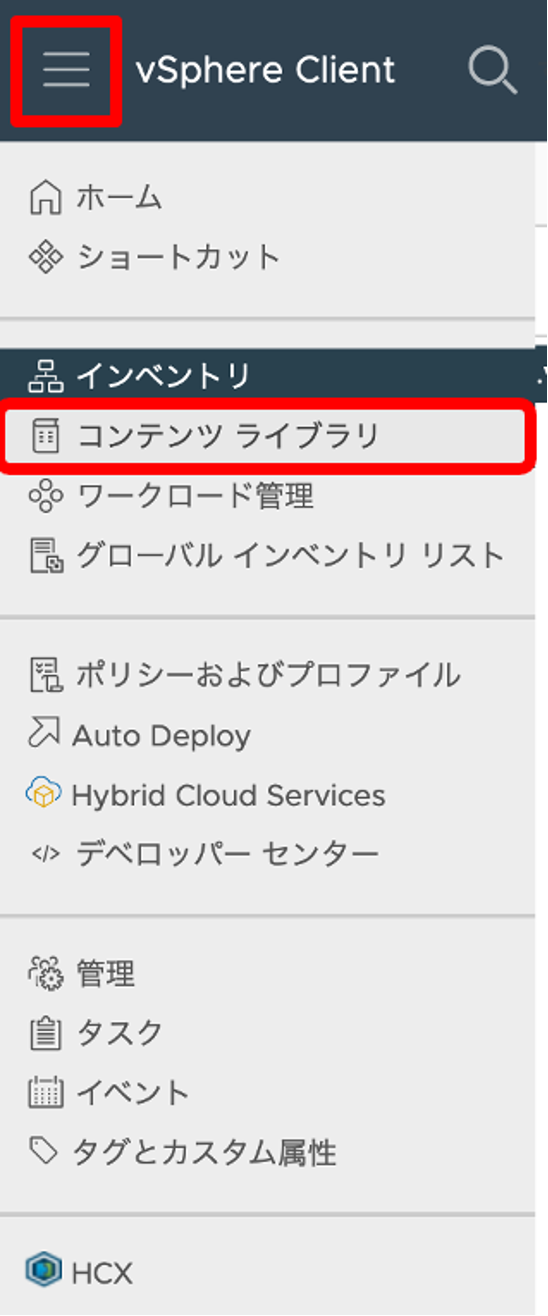 vSphere Client
ホーム
ショートカット
インベントリ
コンテンツ ライブラリ
ワークロード管理
グローバル インベントリ リスト
ポリシーおよびプロファイル
Auto Deploy
Hybrid Cloud Services
デベロッパー センター
管理
タスク
イベント
タグとカスタム属性
HCX